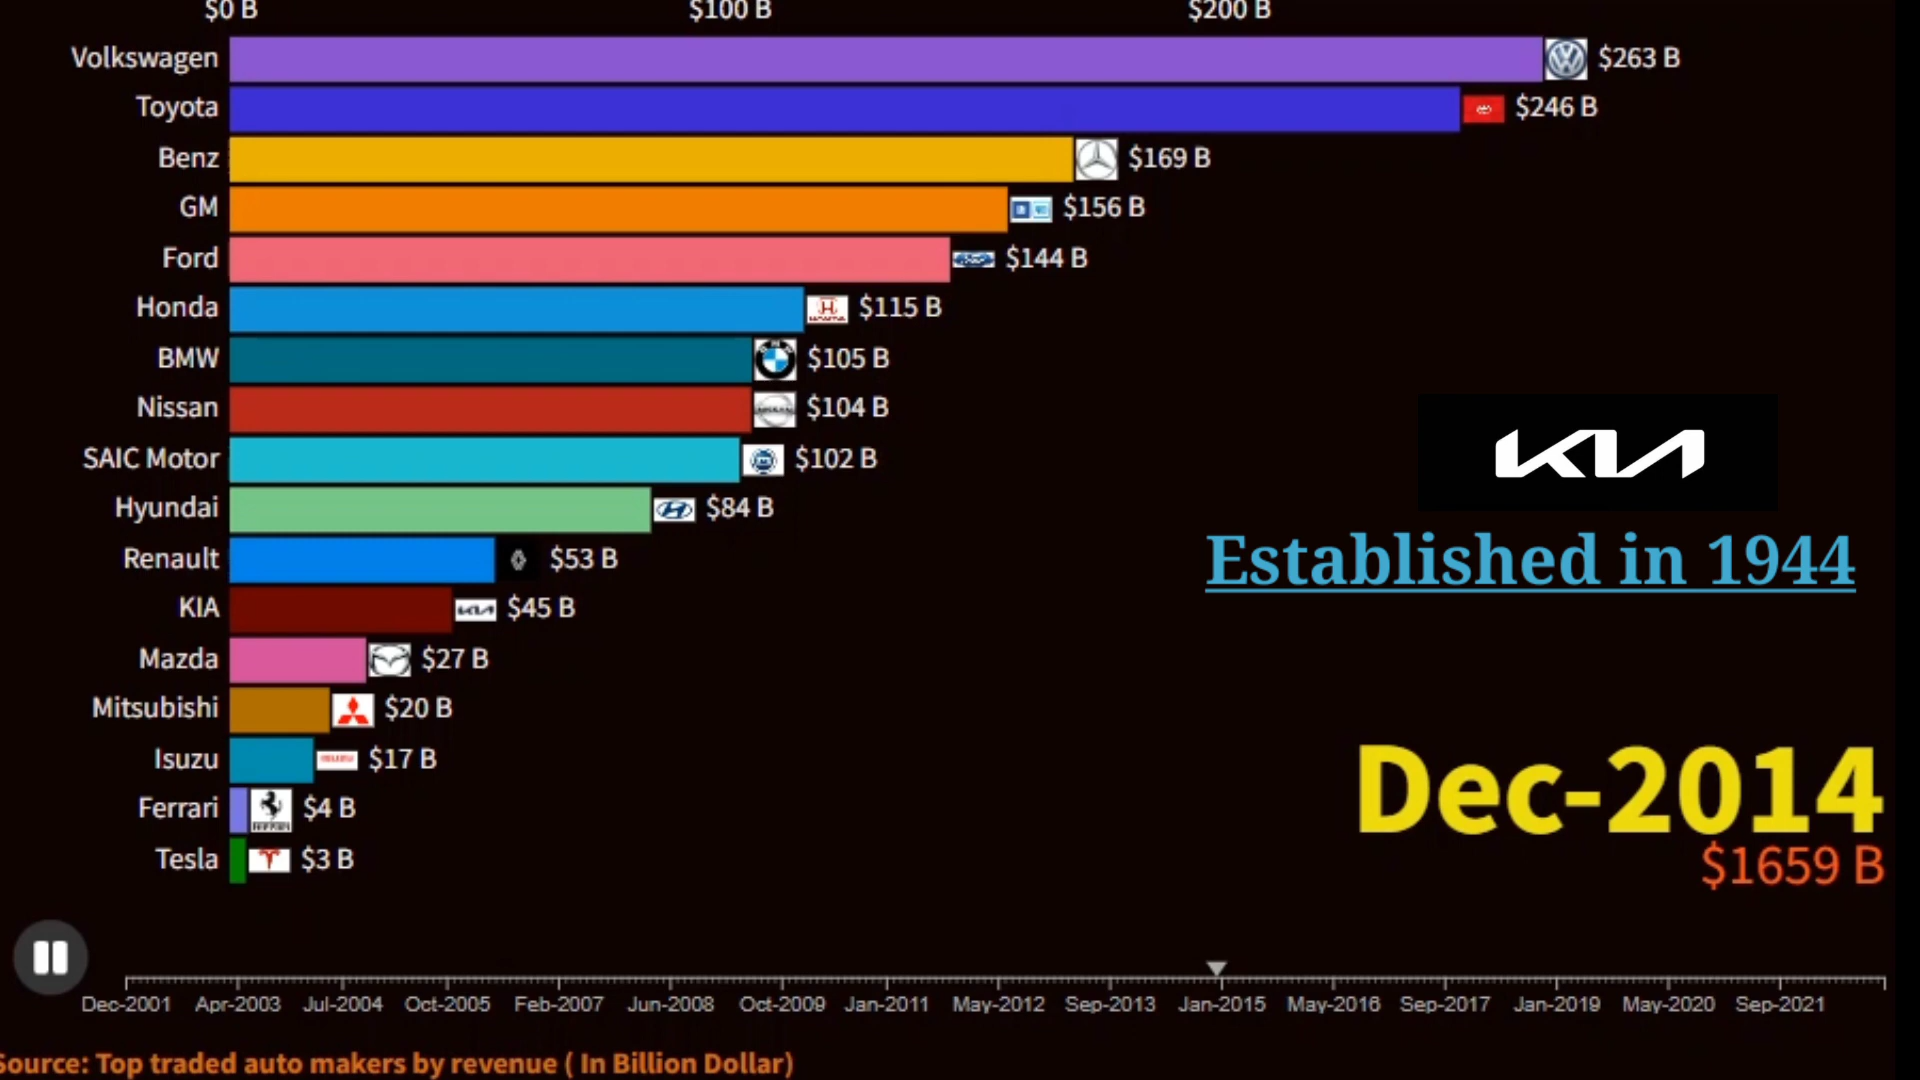 $0 B $100 B $200 B
Volkswagen $263 B
Toyota $246 B
Benz $169 B
GM $156 B
Ford $144 B
Honda HONDA $115 B
BMW $105 B
Nissan NISSAN $104 B
SAIC Motor $102 B
Hyundai $84 B
Renault $53 B
KIA KIA $45 B
Mazda $27 B
Mitsubishi $20 B
Isuzu ISUZU $17 B
Ferrari $4 B
Tesla $3 B
KIA
Established in 1944
Dec-2014
$1659 B
Dec-2001 Apr-2003 Jul-2004 Oct-2005 Feb-2007 Jun-2008 Oct-2009 Jan-2011 May-2012 Sep-2013 Jan-2015 May-2016 Sep-2017 Jan-2019 May-2020 Sep-2021
Source: Top traded auto makers by revenue ( In Billion Dollar)